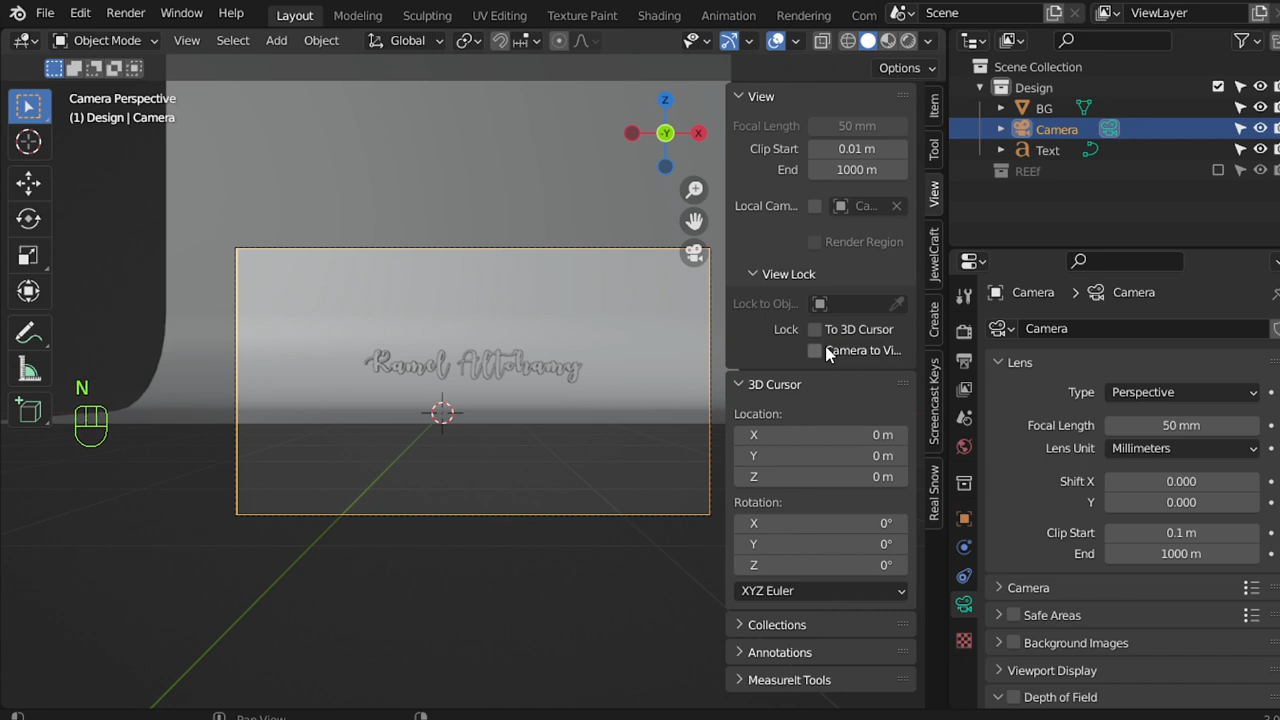 File Edit Render Window Help Layout Modeling Sculpting UV Editing Texture Paint Shading Animation Rendering Com Scene ViewLayer
Object Mode View Select Add Object Global
Options
Camera Perspective
(1) Design | Camera
Z
-Y X
Kamel Altohamy
N
View
Focal Length 50 mm
Clip Start 0.01 m
End 1000 m
Local Cam... Ca...
Render Region
View Lock
Lock to Obj...
Lock To 3D Cursor
Camera to Vi...
3D Cursor
Location:
X 0 m
Y 0 m
Z 0 m
Rotation:
X 0°
Y 0°
Z 0°
XYZ Euler
Collections
Annotations
MeasureIt Tools
Item
Tool
View
JewelCraft
Create
Screencast Keys
Real Snow
Scene Collection
Design
BG
Camera
Text
REEf
Camera > Camera
Camera
Lens
Type Perspective
Focal Length 50 mm
Lens Unit Millimeters
Shift X 0.000
Y 0.000
Clip Start 0.1 m
End 1000 m
Camera
Safe Areas
Background Images
Viewport Display
Depth of Field